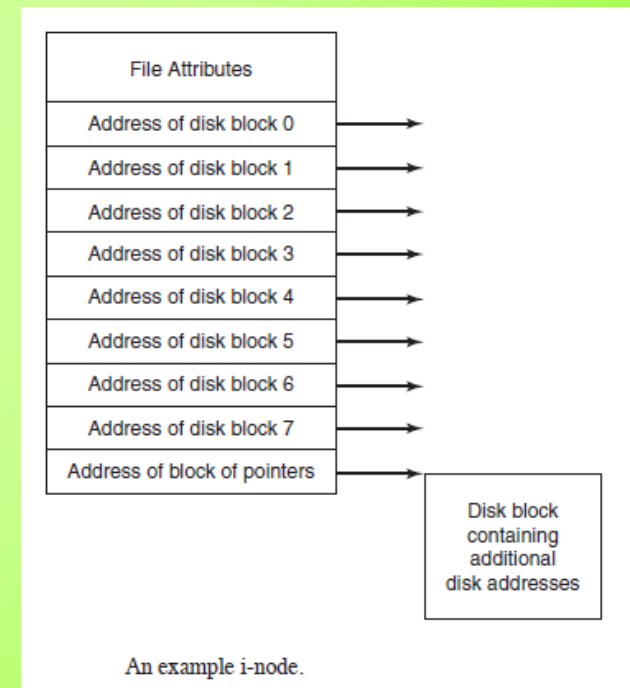 File Attributes
Address of disk block 0
Address of disk block 1
Address of disk block 2
Address of disk block 3
Address of disk block 4
Address of disk block 5
Address of disk block 6
Address of disk block 7
Address of block of pointers
Disk block
containing
additional
disk addresses
An example i-node.